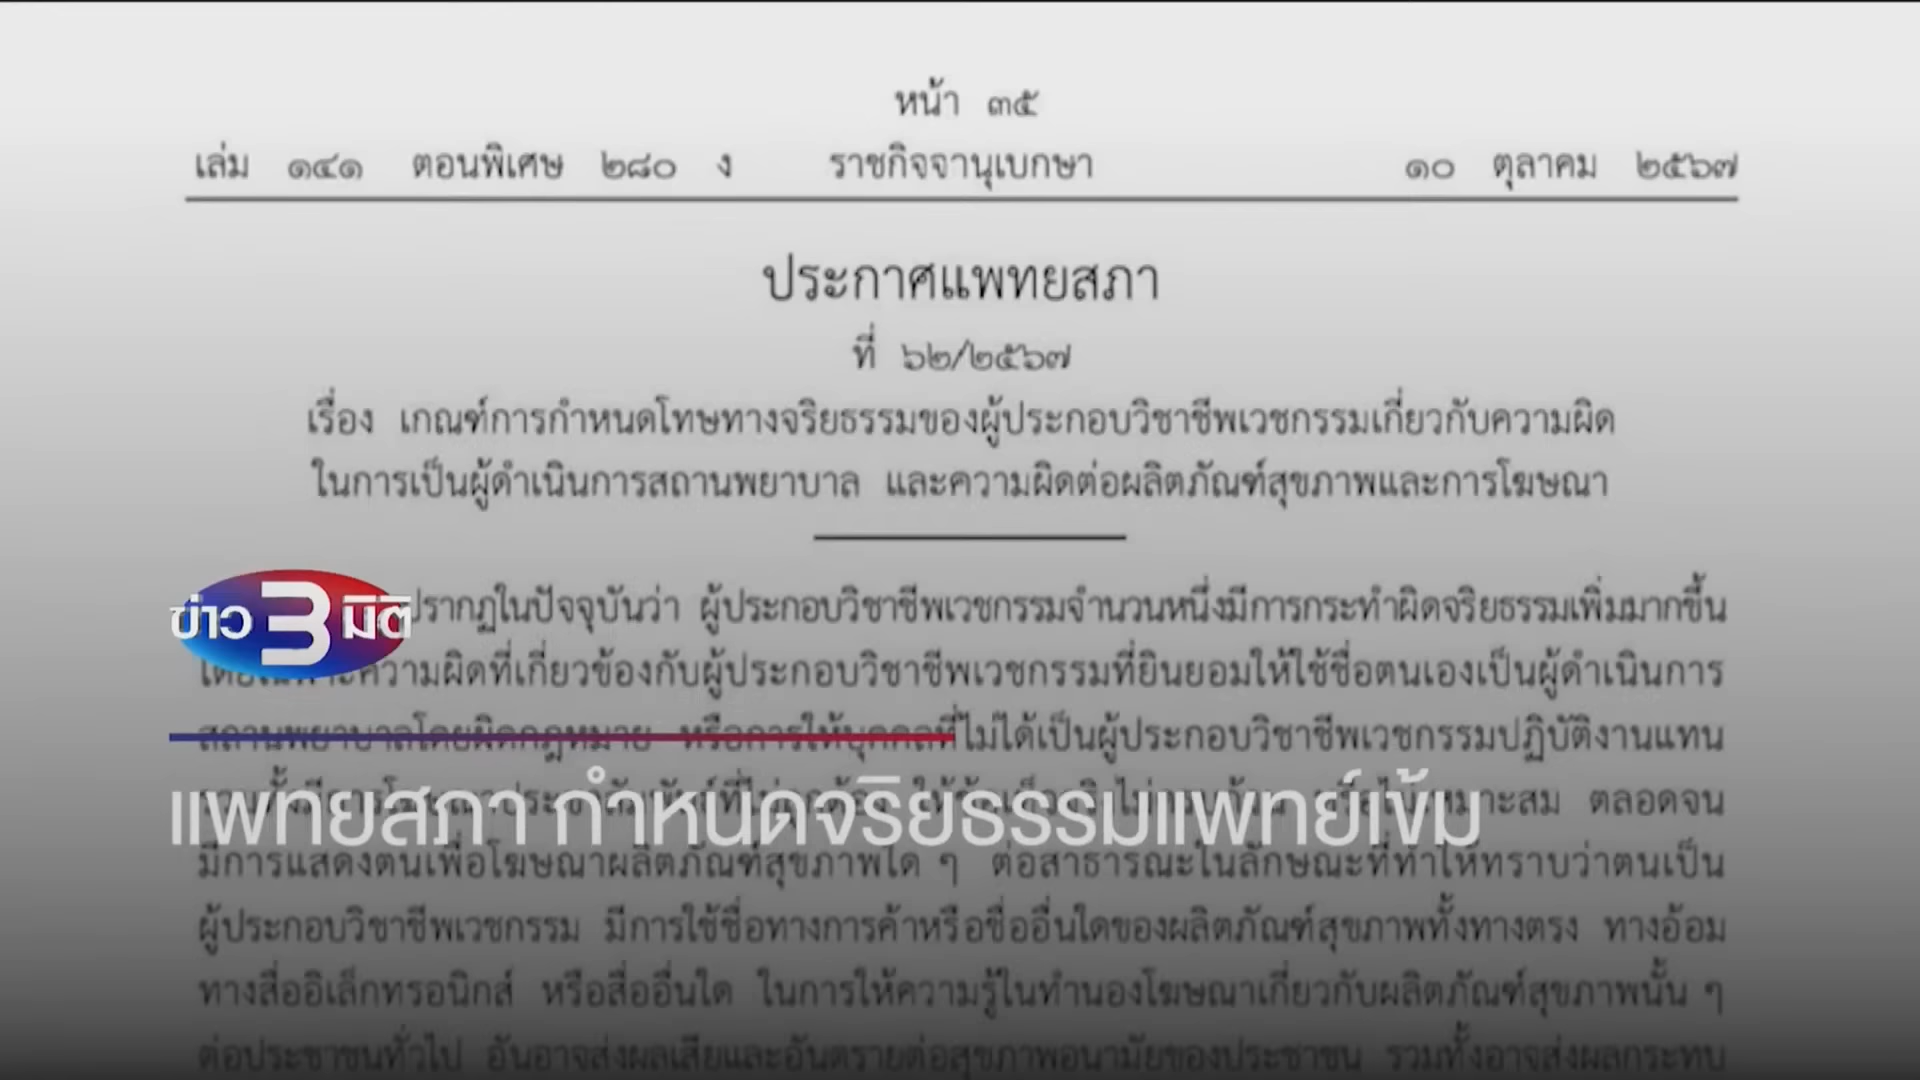 หน้า ๓๕
เล่ม ๑๔๑ ตอนพิเศษ ๒๘๐ ง ราชกิจจานุเบกษา ๑๐ ตุลาคม ๒๕๖๗
ประกาศแพทยสภา
ที่ ๖๒/๒๕๖๗
เรื่อง เกณฑ์การกำหนดโทษทางจริยธรรมของผู้ประกอบวิชาชีพเวชกรรมเกี่ยวกับความผิด
ในการเป็นผู้ดำเนินการสถานพยาบาล และความผิดต่อผลิตภัณฑ์สุขภาพและการโฆษณา
ข่าว 3 มิติ
ปรากฏในปัจจุบันว่า ผู้ประกอบวิชาชีพเวชกรรมจำนวนหนึ่งมีการกระทำผิดจริยธรรมเพิ่มมากขึ้น
ความผิดที่เกี่ยวข้องกับผู้ประกอบวิชาชีพเวชกรรมที่ยินยอมให้ใช้ชื่อตนเองเป็นผู้ดำเนินการ
สถานพยาบาลโดยผิดกฎหมาย หรือการให้บุคคลที่ไม่ได้เป็นผู้ประกอบวิชาชีพเวชกรรมปฏิบัติงานแทน
ตลอดจน
แพทยสภา กำหนดจริยธรรมแพทย์เข้ม
มีการแสดงตนเพื่อโฆษณาผลิตภัณฑ์สุขภาพใด ๆ ต่อสาธารณะในลักษณะที่ทำให้ทราบว่าตนเป็น
ผู้ประกอบวิชาชีพเวชกรรม มีการใช้ชื่อทางการค้าหรือชื่ออื่นใดของผลิตภัณฑ์สุขภาพทั้งทางตรง ทางอ้อม
ทางสื่ออิเล็กทรอนิกส์ หรือสื่ออื่นใด ในการให้ความรู้ในทำนองโฆษณาเกี่ยวกับผลิตภัณฑ์สุขภาพนั้น ๆ
ต่อประชาชนทั่วไป อันอาจส่งผลเสียและอันตรายต่อสุขภาพอนามัยของประชาชน รวมทั้งอาจส่งผลกระทบ